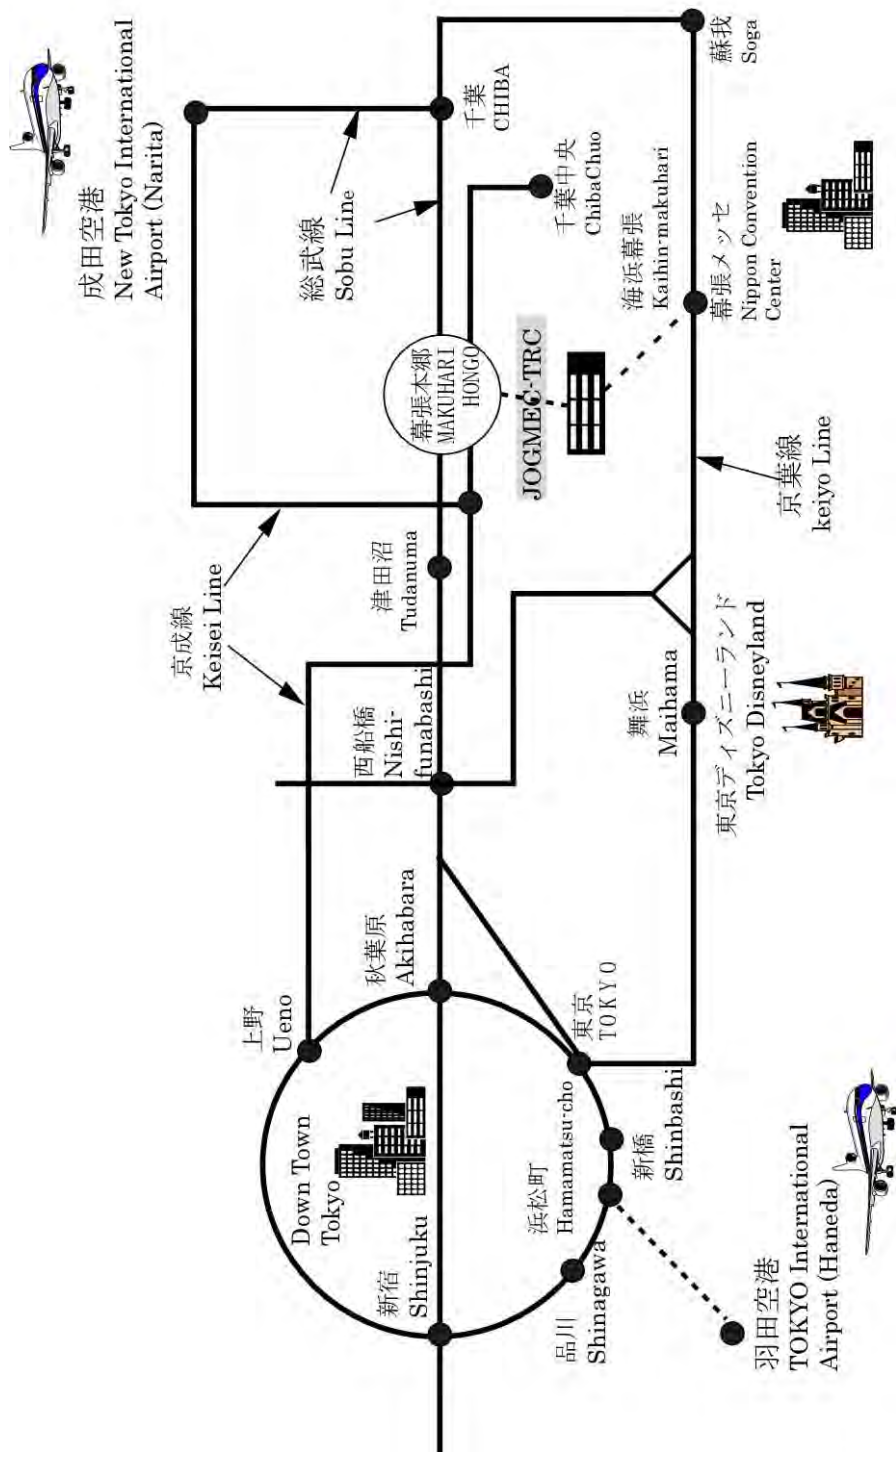 成田空港
New Tokyo International
Airport (Narita)
京成線
Keisei Line
総武線
Sobu Line
上野
Ueno
Down Town
Tokyo
新宿
Shinjuku
秋葉原
Akihabara
西船橋
Nishi-
funabashi
津田沼
Tudanuma
幕張本郷
MAKUHARI
HONGO
千葉
CHIBA
千葉中央
ChibaChuo
JOGMEC-TRC
品川
Shinagawa
浜松町
Hamamatsu-cho
新橋
Shinbashi
東京
TOKYO
舞浜
Maihama
東京ディズニーランド
Tokyo Disneyland
海浜幕張
Kaihin-makuhari
幕張メッセ
Nippon Convention
Center
蘇我
Soga
京葉線
keiyo Line
羽田空港
TOKYO International
Airport (Haneda)